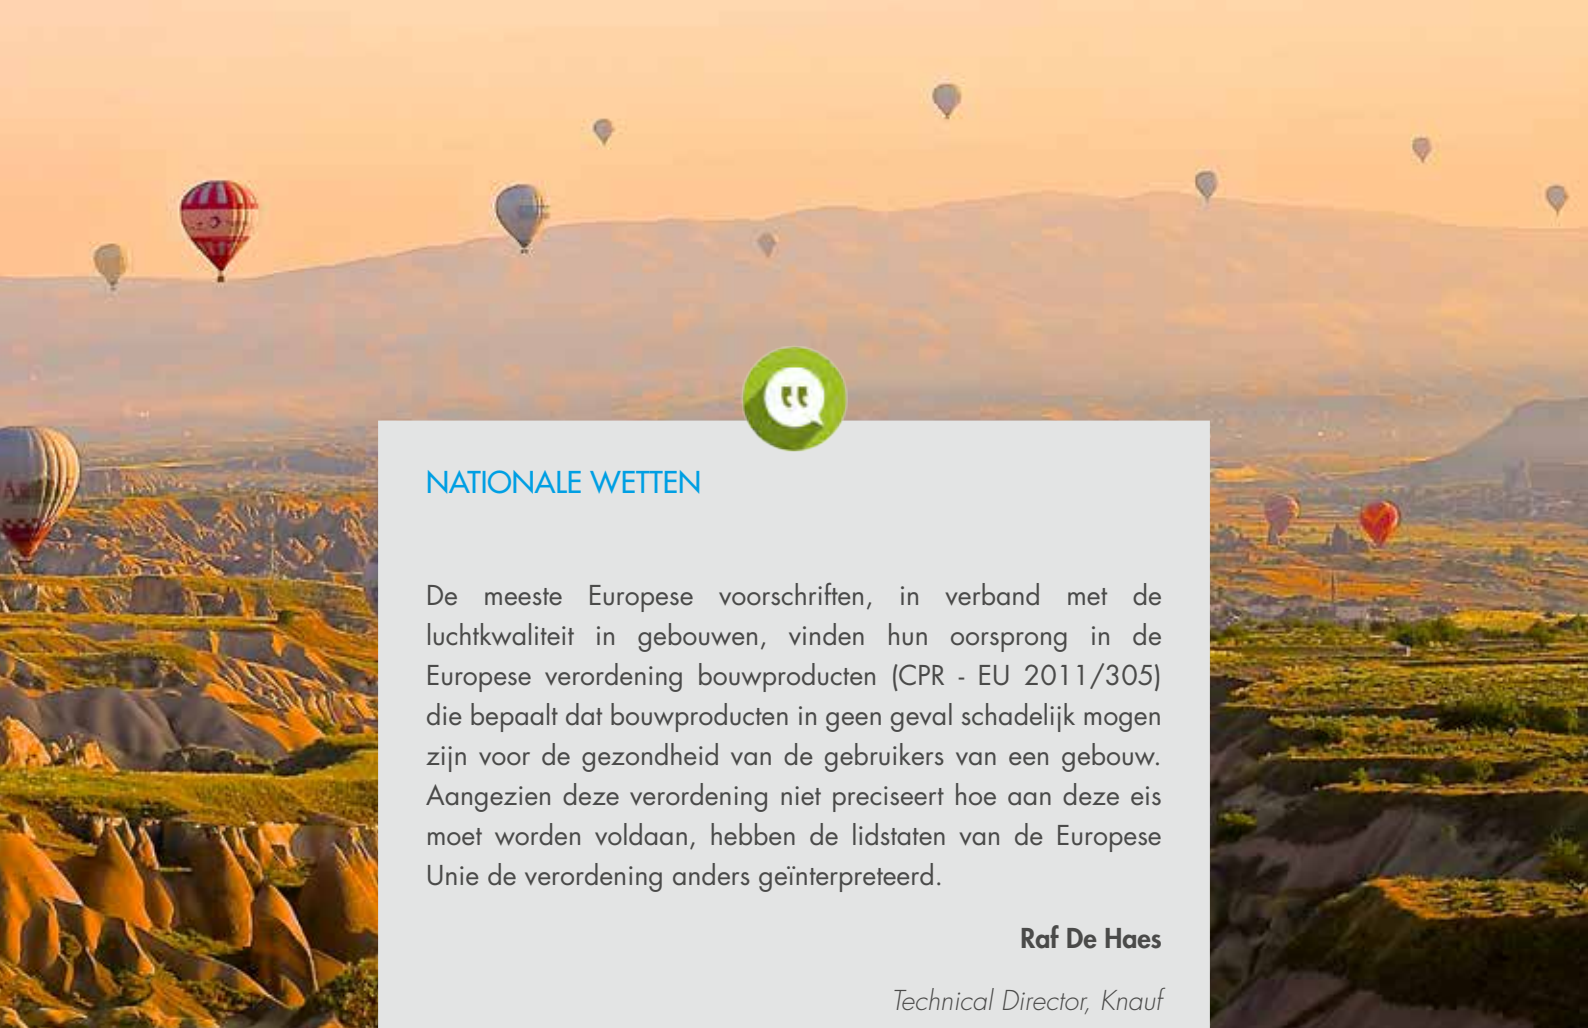 NATIONALE WETTEN
De meeste Europese voorschriften, in verband met de
luchtkwaliteit in gebouwen, vinden hun oorsprong in de
Europese verordening bouwproducten (CPR - EU 2011/305)
die bepaalt dat bouwproducten in geen geval schadelijk mogen
zijn voor de gezondheid van de gebruikers van een gebouw.
Aangezien deze verordening niet preciseert hoe aan deze eis
moet worden voldaan, hebben de lidstaten van de Europese
Unie de verordening anders geïnterpreteerd.
Raf De Haes
Technical Director, Knauf